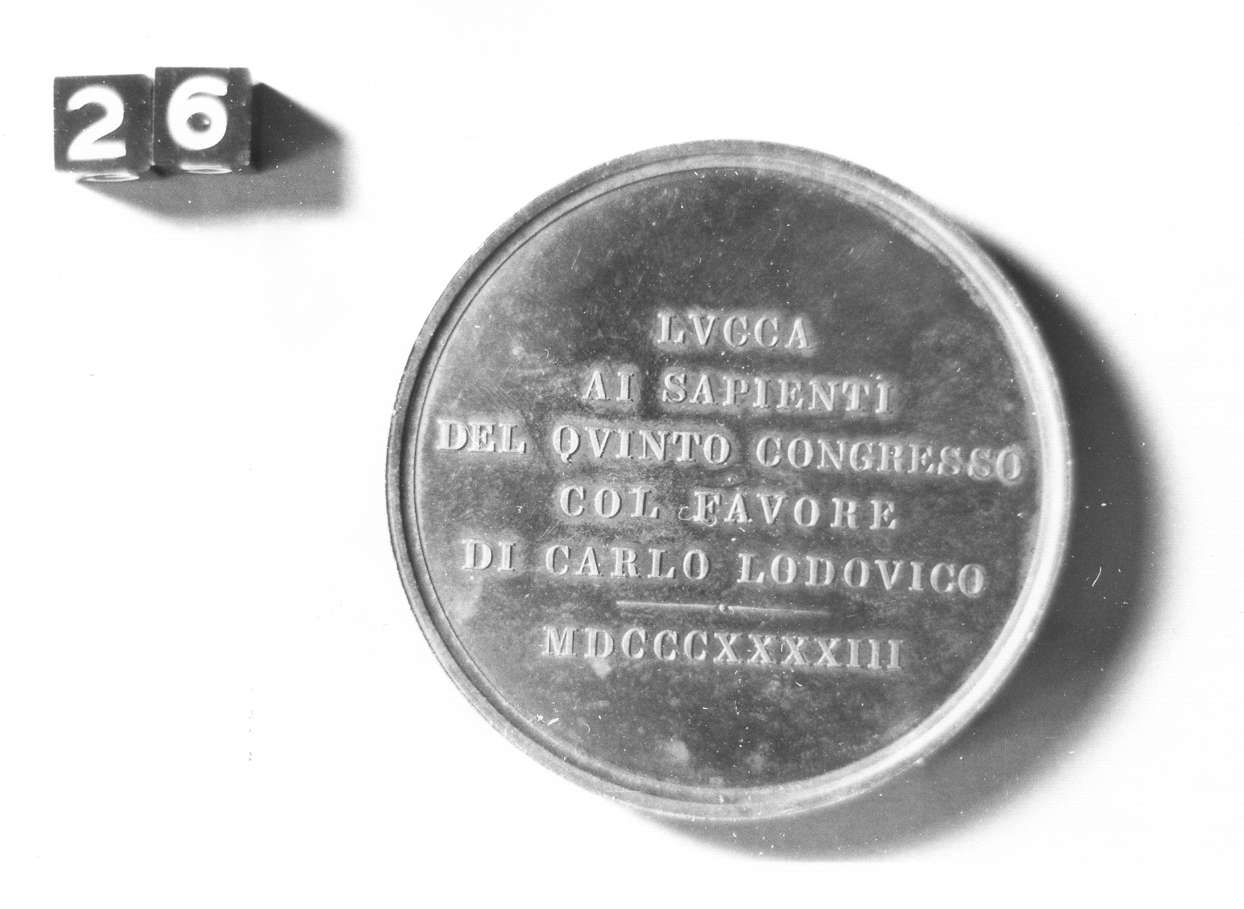 26
LVCCA
AI SAPIENTI
DEL QVINTO CONGRESSO
COL FAVORE
DI CARLO LODOVICO
MDCCCXXXXIII